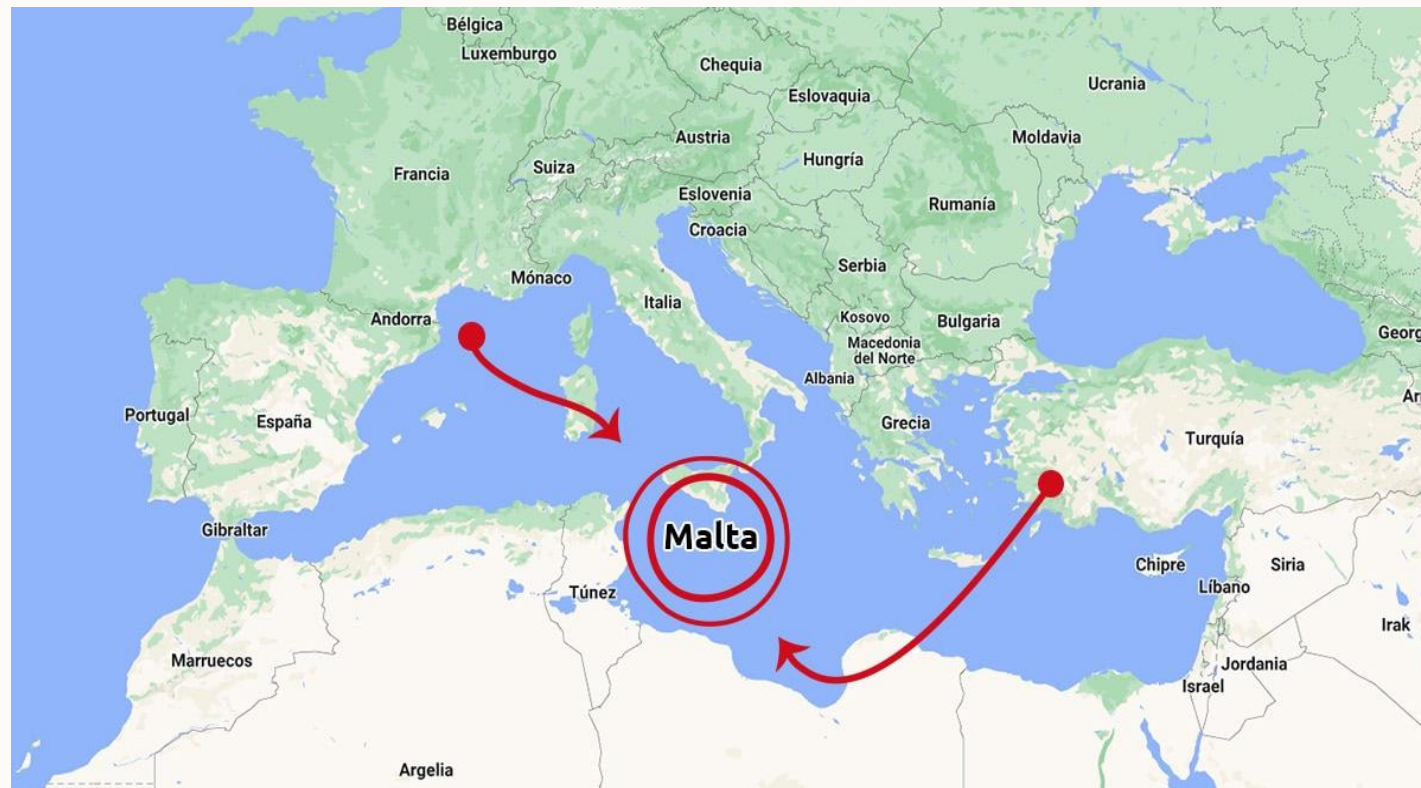 Bélgica
Luxemburgo
Chequia
Ucrania
Eslovaquia
Austria
Moldavia
Hungría
Suiza
Francia
Eslovenia
Rumanía
Croacia
Serbia
Mónaco
Italia
Kosovo
Bulgaria
Andorra
Georg
Macedonia
del Norte
Albania
Ar
Portugal
España
Grecia
Turquía
Gibraltar
Malta
Chipre
Siria
Líbano
Túnez
Irak
Marruecos
Jordania
Israel
Argelia